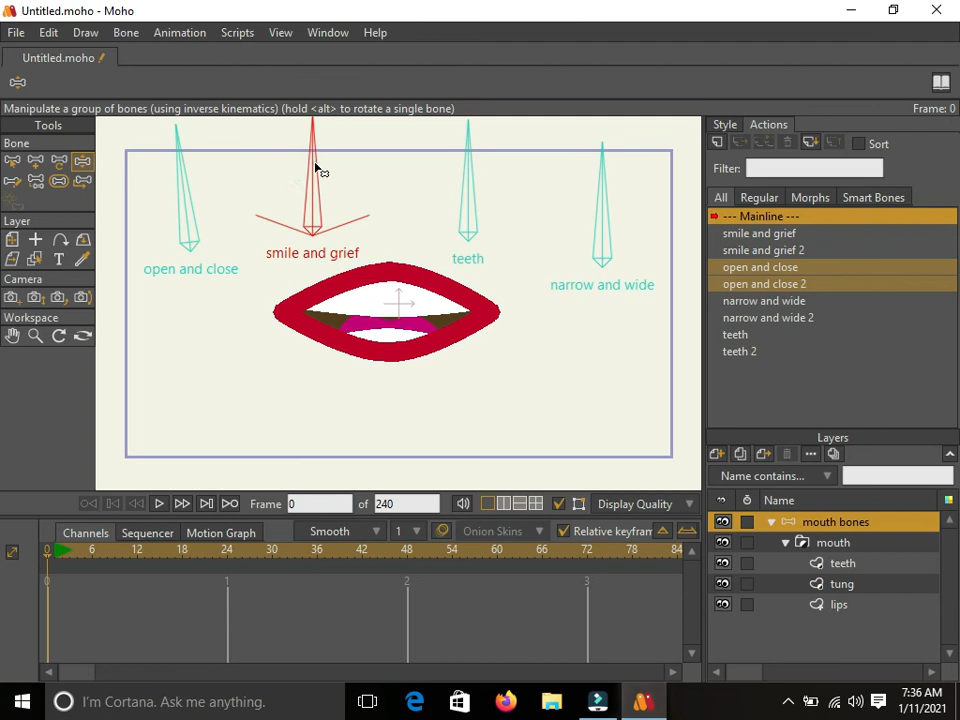 Untitled.moho - Moho
File Edit Draw Bone Animation Scripts View Window Help
Untitled.moho
Manipulate a group of bones (using inverse kinematics) (hold <alt> to rotate a single bone) Frame: 0
Tools
Bone
Layer
Camera
Workspace
open and close
smile and grief
teeth
narrow and wide
Style Actions
Sort
Filter:
All Regular Morphs Smart Bones
--- Mainline ---
smile and grief
smile and grief 2
open and close
open and close 2
narrow and wide
narrow and wide 2
teeth
teeth 2
Layers
Name contains...
Name
mouth bones
mouth
teeth
tung
lips
Frame 0 of 240 Display Quality
Channels Sequencer Motion Graph Smooth 1 Onion Skins Relative keyfram
0 6 12 18 24 30 36 42 48 54 60 66 72 78 84
0 1 2 3
I'm Cortana. Ask me anything.
7:36 AM
1/11/2021